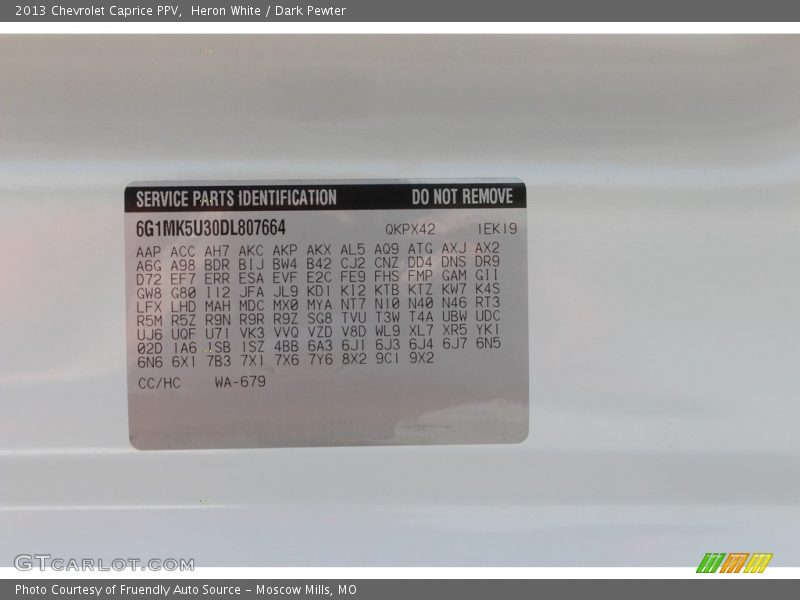 2013 Chevrolet Caprice PPV,  Heron White / Dark Pewter
SERVICE PARTS IDENTIFICATION DO NOT REMOVE
6G1MK5U30DL807664 QKPX42 1EK19
AAP ACC AH7 AKC AKP AKX AL5 AQ9 ATG AXJ AX2
A6G A98 BDR B1J BW4 B42 CJ2 CNZ DD4 DNS DR9
D72 EF7 ERR ESA EVF E2C FE9 FHS FMP GAM G11
GW8 G80 I12 JFA JL9 KD1 K12 KTB KTZ KW7 K4S
LFX LHD MAH MDC MX0 MYA NT7 N10 N40 N46 RT3
R5M R5Z R9N R9R R9Z SG8 TVU T3W T4A UBW UDC
UJ6 UQF U71 VK3 VVQ VZD V8D WL9 XL7 XR5 YK1
02D 1A6 1SB 1SZ 4BB 6A3 6J1 6J3 6J4 6J7 6N5
6N6 6X1 7B3 7X1 7X6 7Y6 8X2 9C1 9X2
CC/HC WA-679
GTCARLOT.COM
Photo Courtesy of Fruendly Auto Source - Moscow Mills, MO